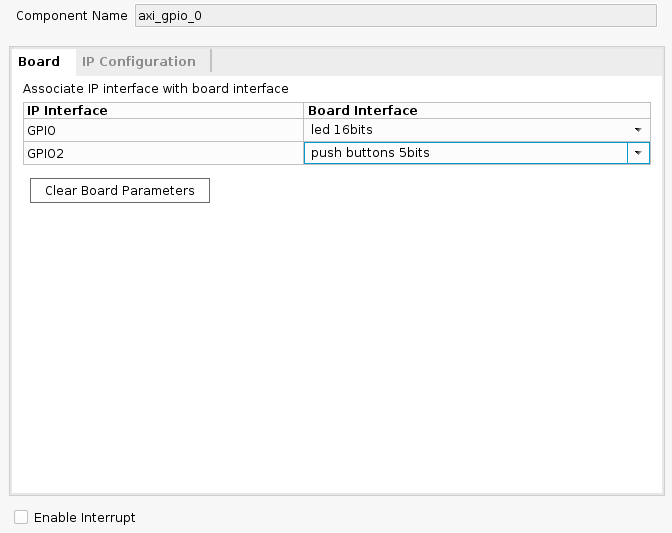 Component Name axi_gpio_0
Board IP Configuration
Associate IP interface with board interface
IP Interface Board Interface
GPIO led 16bits
GPIO2 push buttons 5bits
Clear Board Parameters
Enable Interrupt